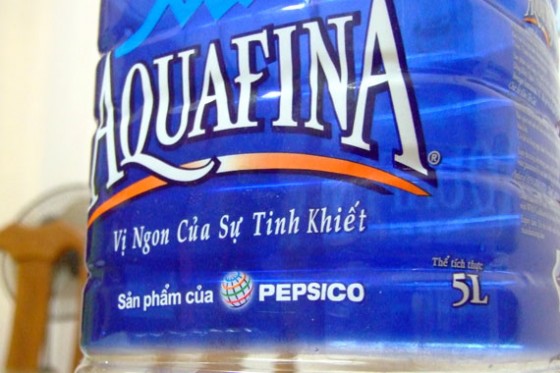 AQUAFINA®
Vị Ngon Của Sự Tinh Khiết
Sản phẩm của PEPSICO
Thể tích thực
5L